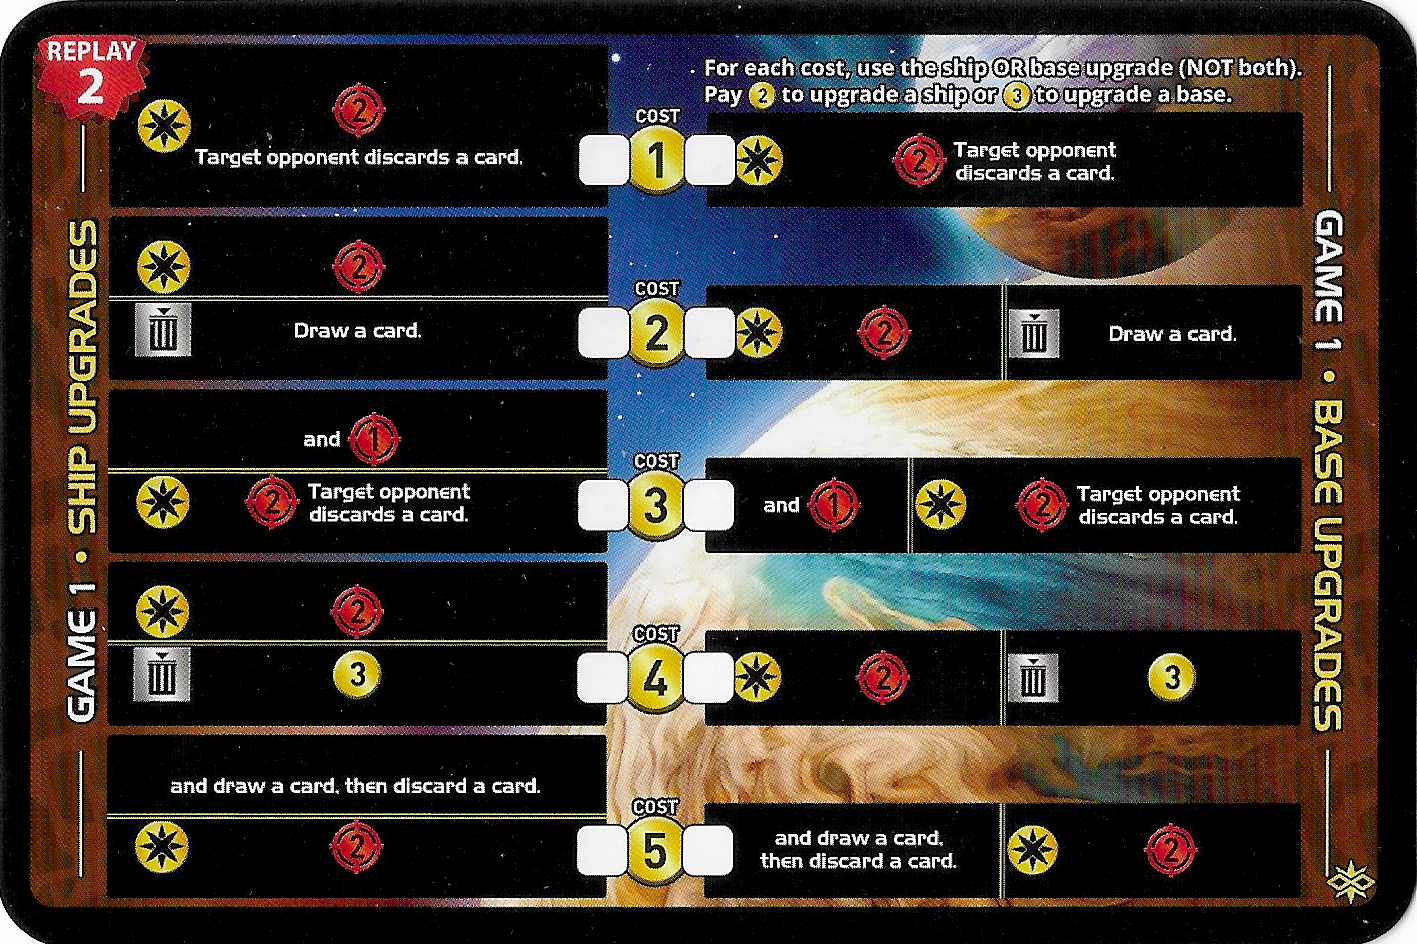 REPLAY
2
GAME 1 • SHIP UPGRADES
For each cost, use the ship OR base upgrade (NOT both).
Pay 2 to upgrade a ship or 3 to upgrade a base.
GAME 1 • BASE UPGRADES
2
Target opponent discards a card.
COST
1
2 Target opponent
discards a card.
2
Draw a card.
COST
2
2
Draw a card.
and 1
2 Target opponent
discards a card.
COST
3
and 1
2 Target opponent
discards a card.
2
3
COST
4
2
3
and draw a card, then discard a card.
2
COST
5
and draw a card,
then discard a card.
2